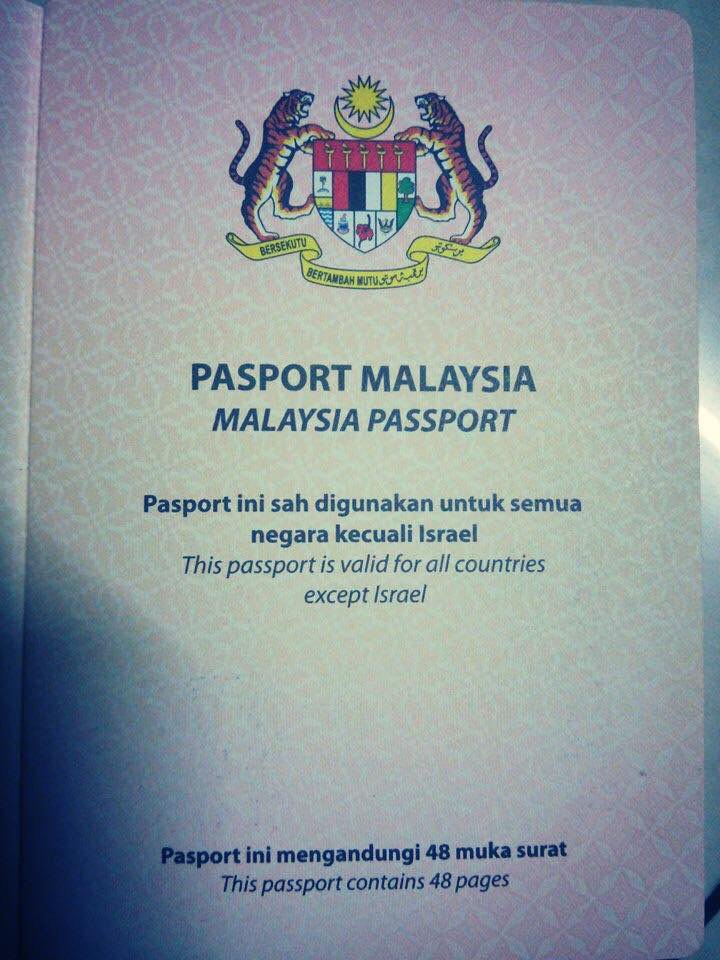 BERSEKUTU
BERTAMBAH MUTU
PASPORT MALAYSIA
MALAYSIA PASSPORT
Pasport ini sah digunakan untuk semua
negara kecuali Israel
This passport is valid for all countries
except Israel
Pasport ini mengandungi 48 muka surat
This passport contains 48 pages